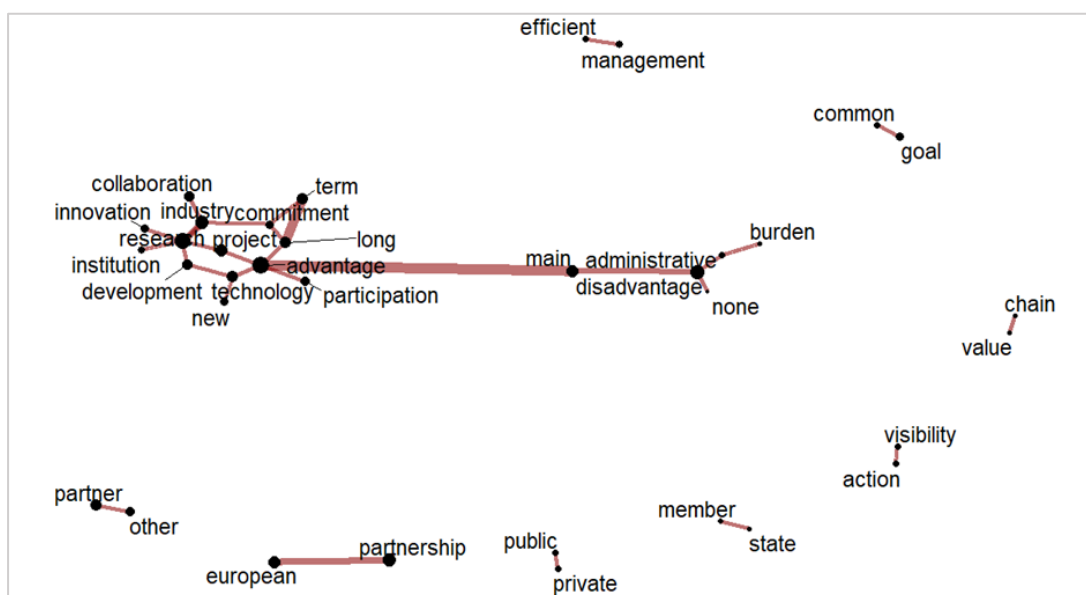 efficient
management
common
goal
collaboration
term
innovation
industry
commitment
research
project
long
institution
advantage
development
technology
participation
new
main
administrative
burden
disadvantage
none
chain
value
visibility
action
partner
other
member
state
partnership
european
public
private